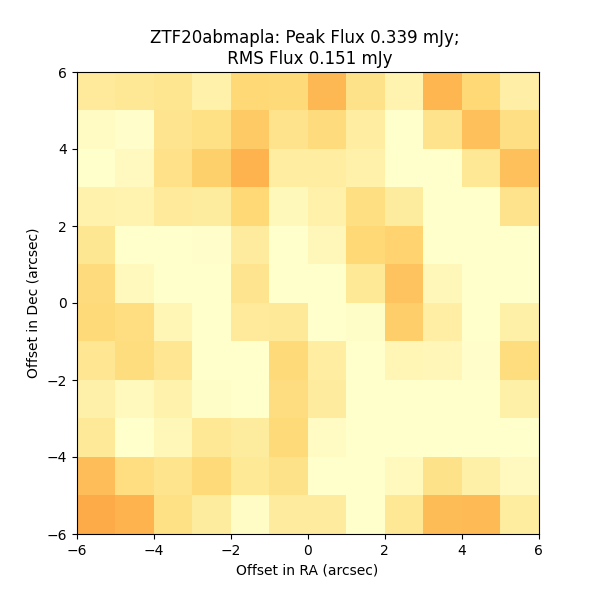 ZTF20abmapla: Peak Flux 0.339 mJy;
RMS Flux 0.151 mJy
6
4
2
0
−2
−4
−6
Offset in Dec (arcsec)
−6 −4 −2 0 2 4 6
Offset in RA (arcsec)